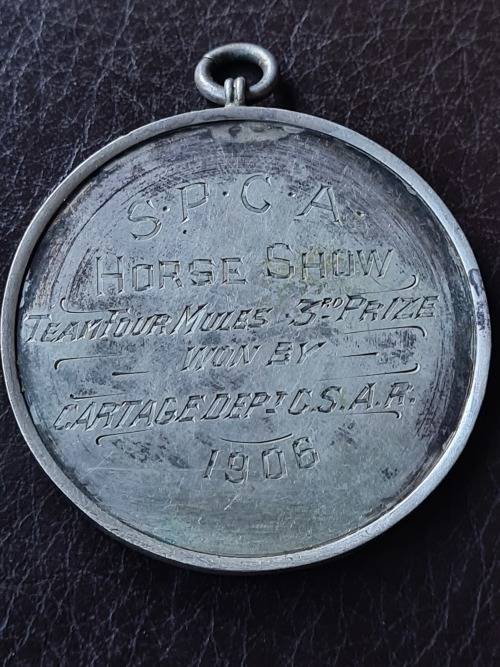 S.P.C.A.
HORSE SHOW
TEAM FOUR MULES 3RD PRIZE
WON BY
CARTAGE DEPT C.S.A.R.
1906